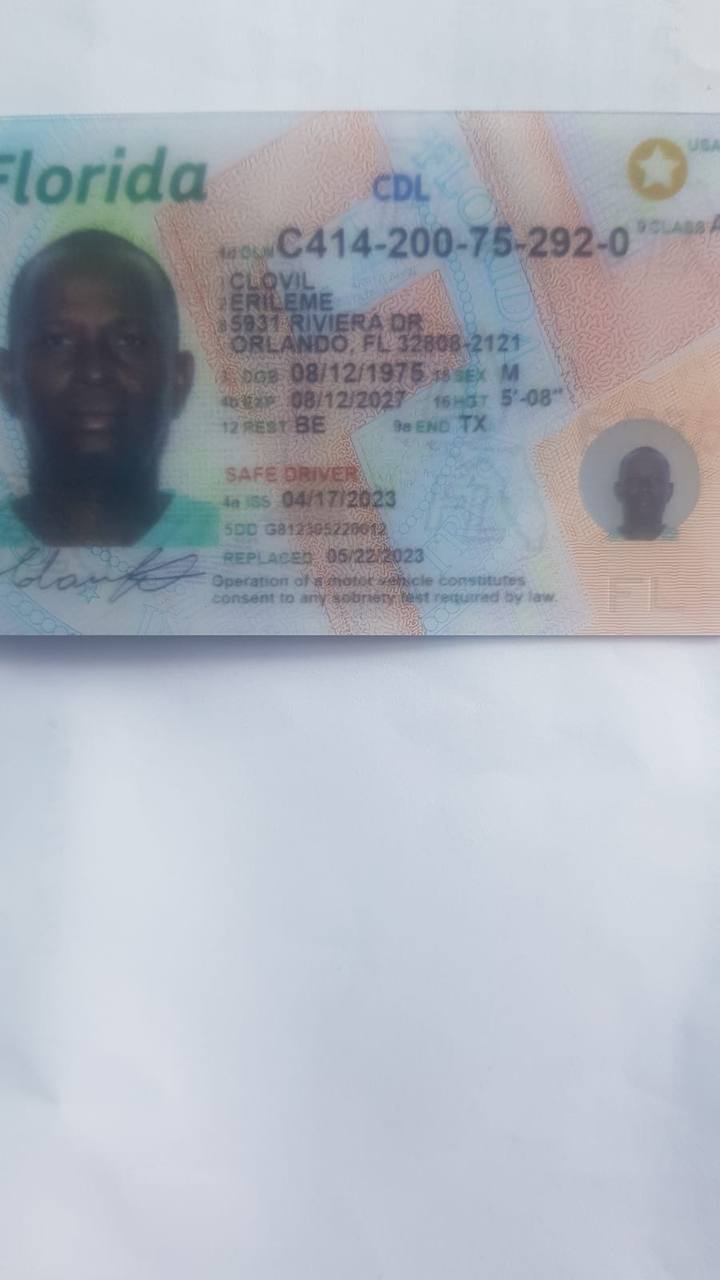 Florida
CDL
USA
4d DLN C414-200-75-292-0
9 CLASS A
1 CLOVIL
2 ERILEME
8 5931 RIVIERA DR
ORLANDO, FL 32808-2121
3 DOB 08/12/1975 15 SEX M
4b EXP 08/12/2027 16 HGT 5'-08"
12 REST BE 9a END TX
SAFE DRIVER
4a ISS 04/17/2023
5DD G812305220012
REPLACED 05/22/2023
Operation of a motor vehicle constitutes
consent to any sobriety test required by law.
FL